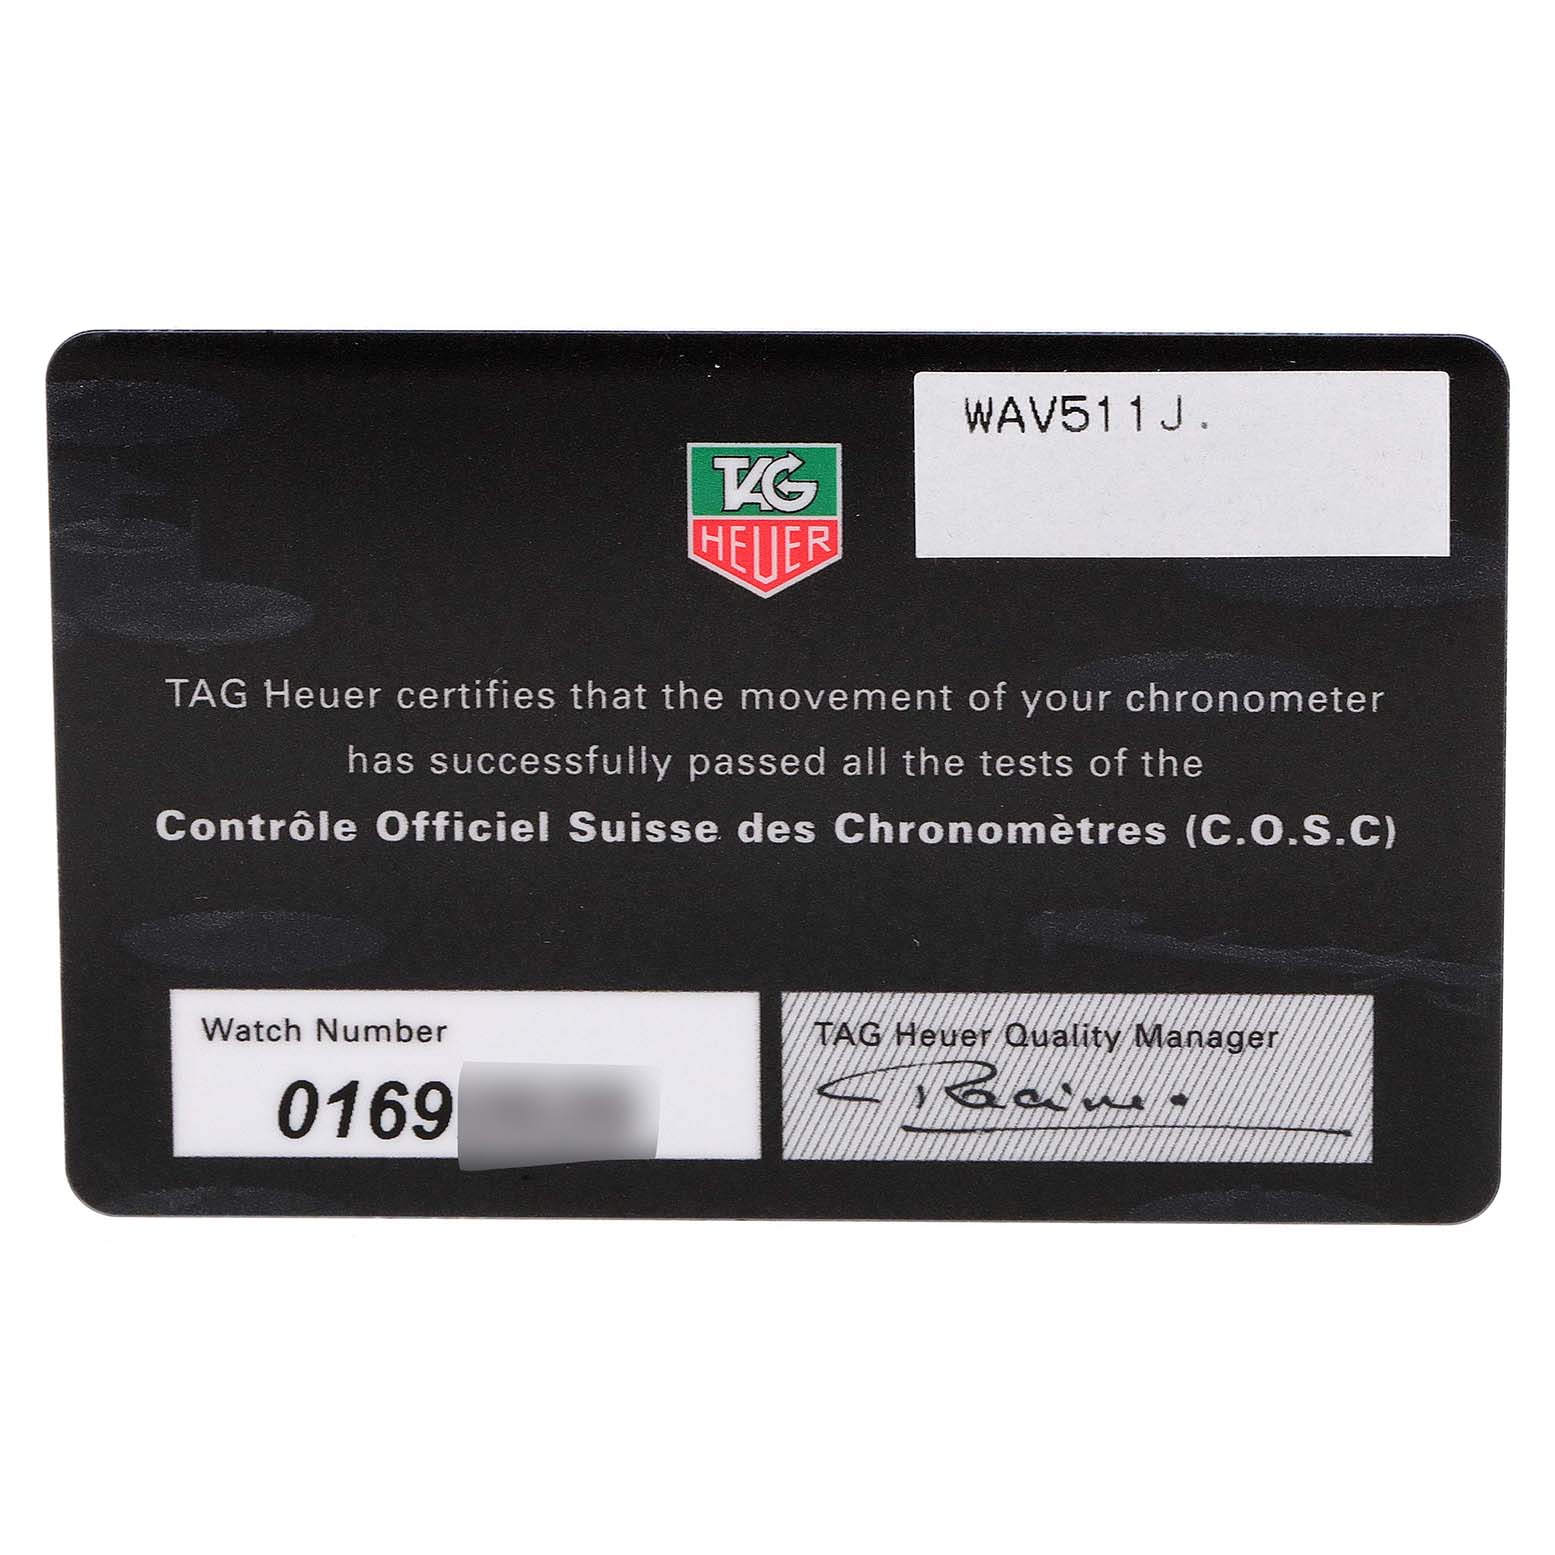 WAV511J.
TAG
HEUER
TAG Heuer certifies that the movement of your chronometer
has successfully passed all the tests of the
Contrôle Officiel Suisse des Chronomètres (C.O.S.C)
Watch Number
0169
TAG Heuer Quality Manager
Racine.